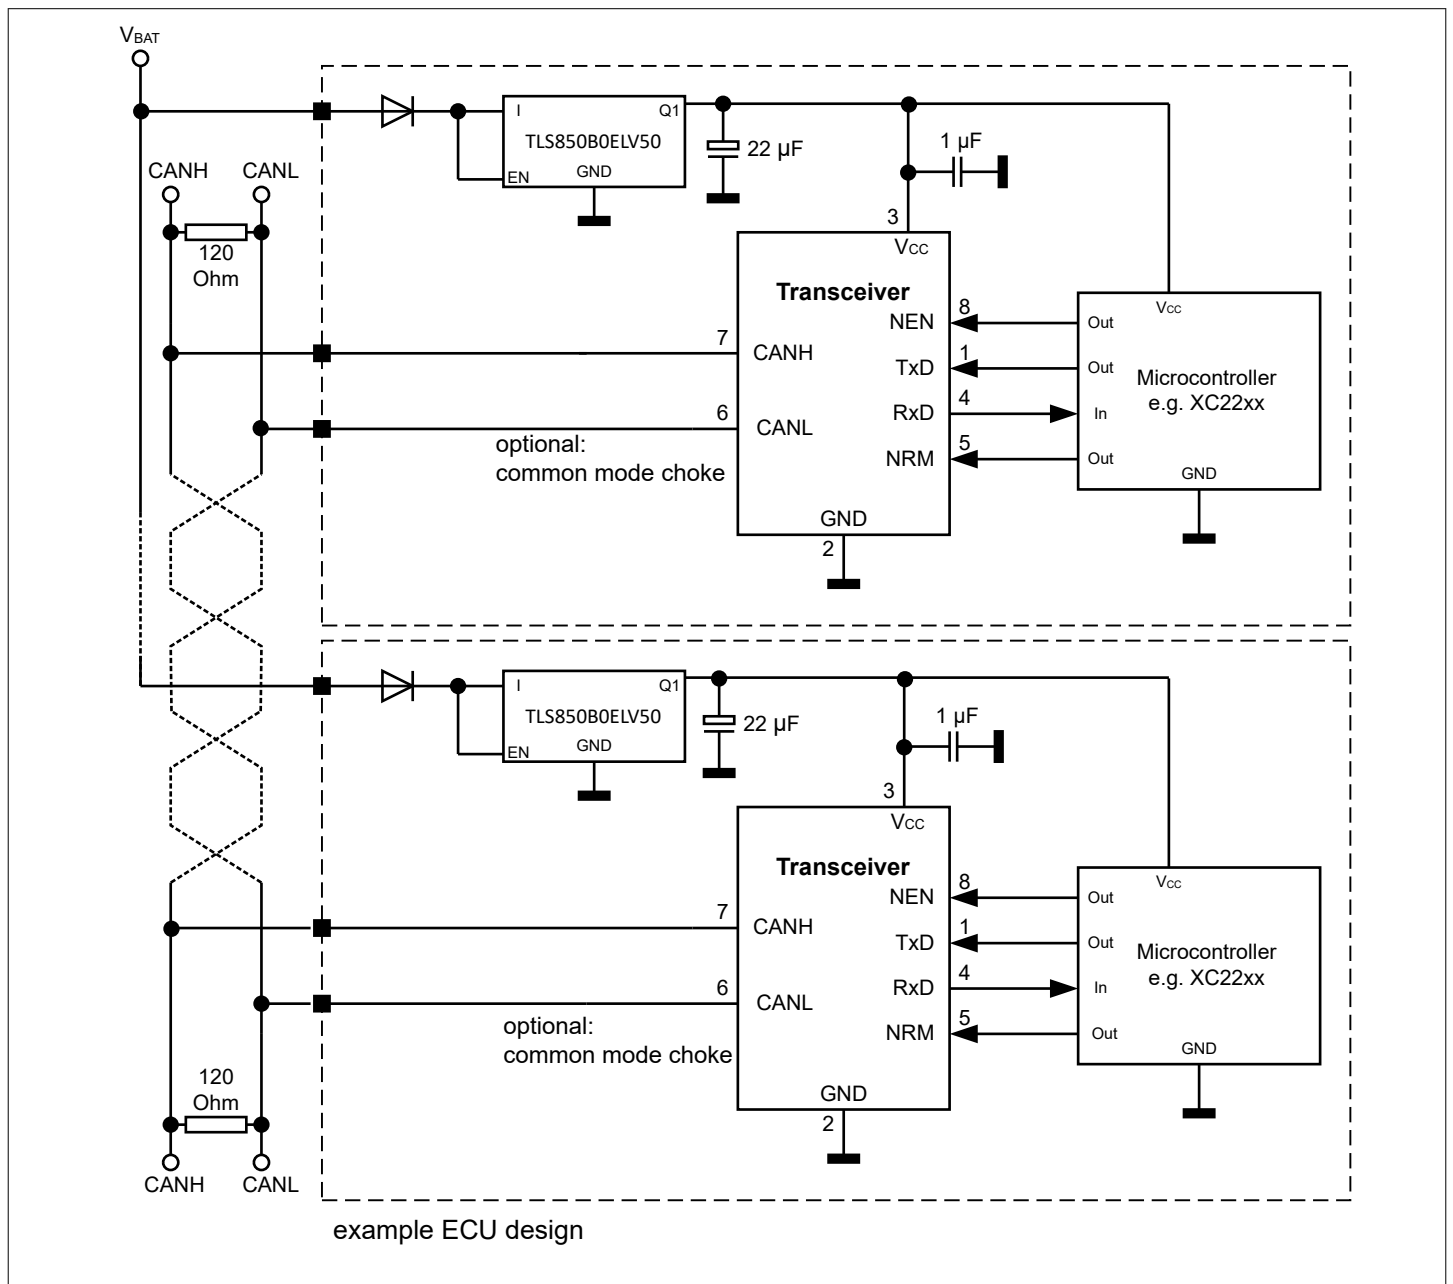 VBAT
I
Q1
TLS850B0ELV50
EN
GND
22 µF
1 µF
CANH
CANL
120
Ohm
3
VCC
Transceiver
NEN
8
Out
VCC
7
CANH
TxD
1
Out
Microcontroller
e.g. XC22xx
RxD
4
In
6
CANL
NRM
5
Out
optional:
common mode choke
GND
GND
2
I
Q1
TLS850B0ELV50
EN
GND
22 µF
1 µF
3
VCC
Transceiver
NEN
8
Out
VCC
7
CANH
TxD
1
Out
Microcontroller
e.g. XC22xx
RxD
4
In
6
CANL
NRM
5
Out
optional:
common mode choke
GND
GND
2
120
Ohm
CANH
CANL
example ECU design